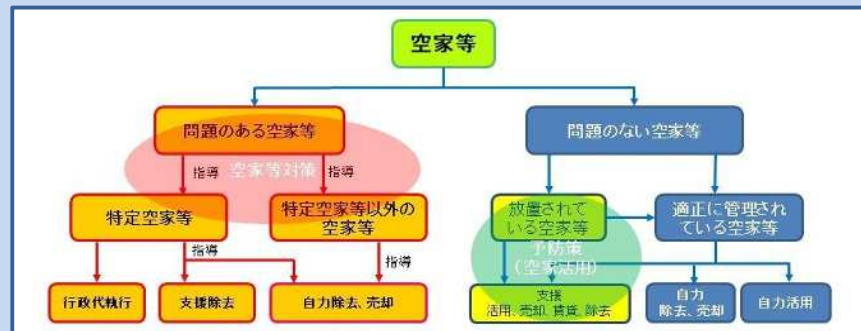 空家等
問題のある空家等
問題のない空家等
指導
空家等対策
指導
特定空家等
特定空家等以外の
空家等
放置されて
いる空家等
適正に管理され
ている空家等
予防策
(空家活用)
指導
指導
行政代執行
支援除去
自力除去、売却
支援
活用、売却、賃貸、除去
自力
除去、売却
自力活用